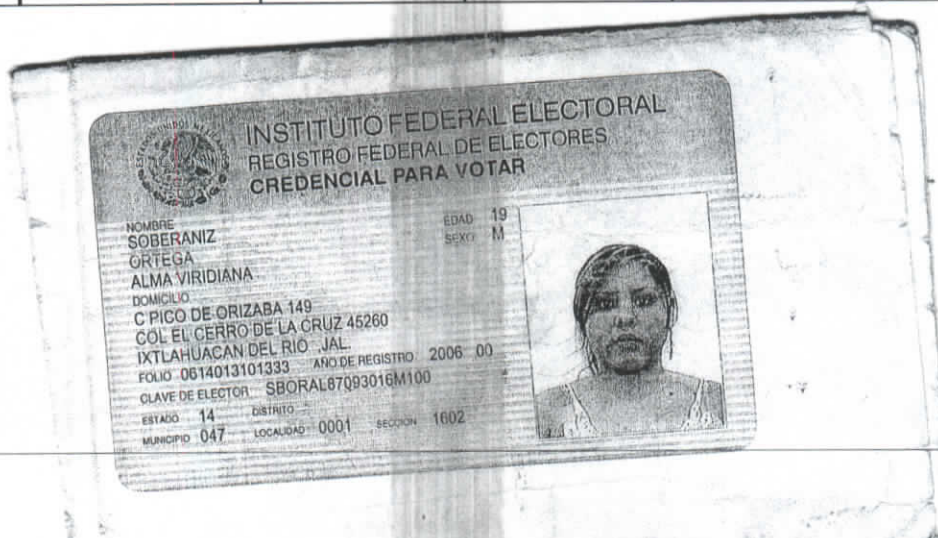 INSTITUTO FEDERAL ELECTORAL
REGISTRO FEDERAL DE ELECTORES
CREDENCIAL PARA VOTAR
NOMBRE
SOBERANIZ
ORTEGA
ALMA VIRIDIANA
EDAD 19
SEXO M
DOMICILIO
C PICO DE ORIZABA 149
COL EL CERRO DE LA CRUZ 45260
IXTLAHUACAN DEL RIO ,JAL.
FOLIO 0614013101333 AÑO DE REGISTRO 2006 00
CLAVE DE ELECTOR SBORAL87093016M100
ESTADO 14 DISTRITO
MUNICIPIO 047 LOCALIDAD 0001 SECCION 1602